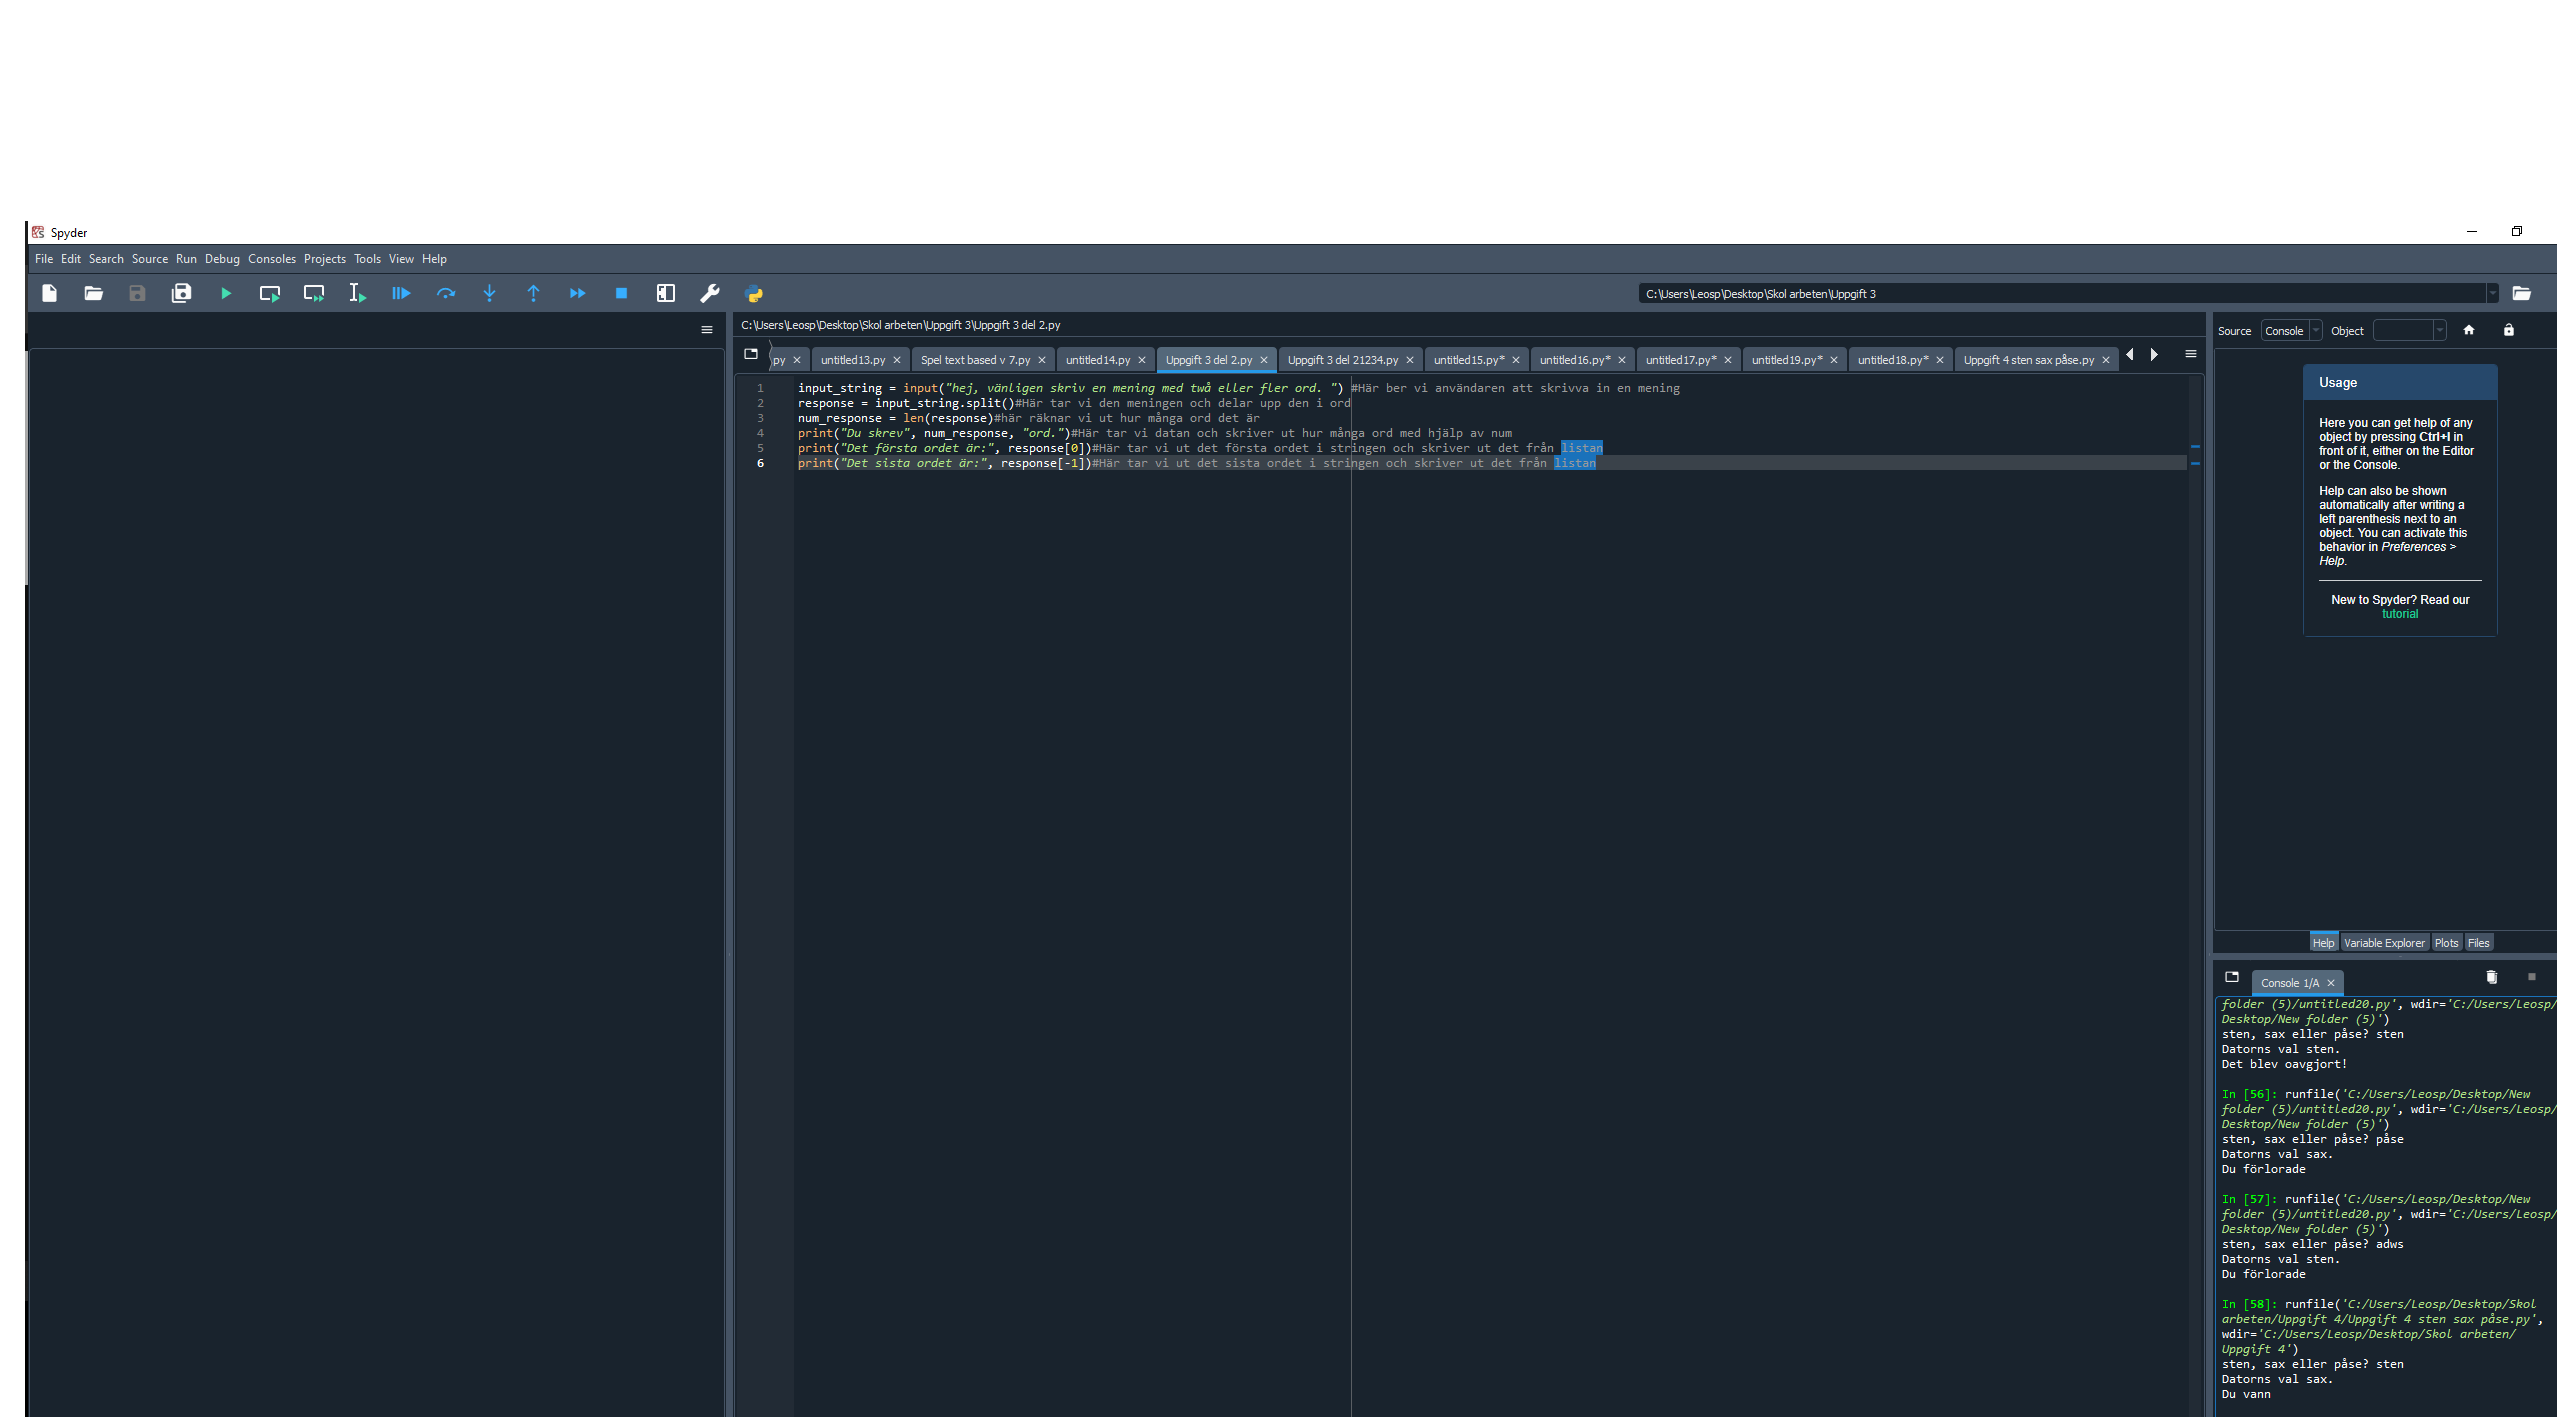 Spyder
File Edit Search Source Run Debug Consoles Projects Tools View Help
C:\Users\Leosp\Desktop\Skol arbeten\Uppgift 3
C:\Users\Leosp\Desktop\Skol arbeten\Uppgift 3\Uppgift 3 del 2.py
py untitled13.py Spel text based v 7.py untitled14.py Uppgift 3 del 2.py Uppgift 3 del 21234.py untitled15.py* untitled16.py* untitled17.py* untitled19.py* untitled18.py* Uppgift 4 sten sax påse.py
1 input_string = input("hej, vänligen skriv en mening med två eller fler ord. ") #Här ber vi användaren att skrivva in en mening
2 response = input_string.split()#Här tar vi den meningen och delar upp den i ord
3 num_response = len(response)#här räknar vi ut hur många ord det är
4 print("Du skrev", num_response, "ord.")#Här tar vi datan och skriver ut hur många ord med hjälp av num
5 print("Det första ordet är:", response[0])#Här tar vi ut det första ordet i stringen och skriver ut det från listan
6 print("Det sista ordet är:", response[-1])#Här tar vi ut det sista ordet i stringen och skriver ut det från listan
Source Console Object
Usage
Here you can get help of any
object by pressing Ctrl+I in
front of it, either on the Editor
or the Console.
Help can also be shown
automatically after writing a
left parenthesis next to an
object. You can activate this
behavior in Preferences >
Help.
New to Spyder? Read our
tutorial
Help Variable Explorer Plots Files
Console 1/A
folder (5)/untitled20.py', wdir='C:/Users/Leosp/
Desktop/New folder (5)')
sten, sax eller påse? sten
Datorns val sten.
Det blev oavgjort!
In [56]: runfile('C:/Users/Leosp/Desktop/New
folder (5)/untitled20.py', wdir='C:/Users/Leosp/
Desktop/New folder (5)')
sten, sax eller påse? påse
Datorns val sax.
Du förlorade
In [57]: runfile('C:/Users/Leosp/Desktop/New
folder (5)/untitled20.py', wdir='C:/Users/Leosp/
Desktop/New folder (5)')
sten, sax eller påse? adws
Datorns val sten.
Du förlorade
In [58]: runfile('C:/Users/Leosp/Desktop/Skol
arbeten/Uppgift 4/Uppgift 4 sten sax påse.py',
wdir='C:/Users/Leosp/Desktop/Skol arbeten/
Uppgift 4')
sten, sax eller påse? sten
Datorns val sax.
Du vann